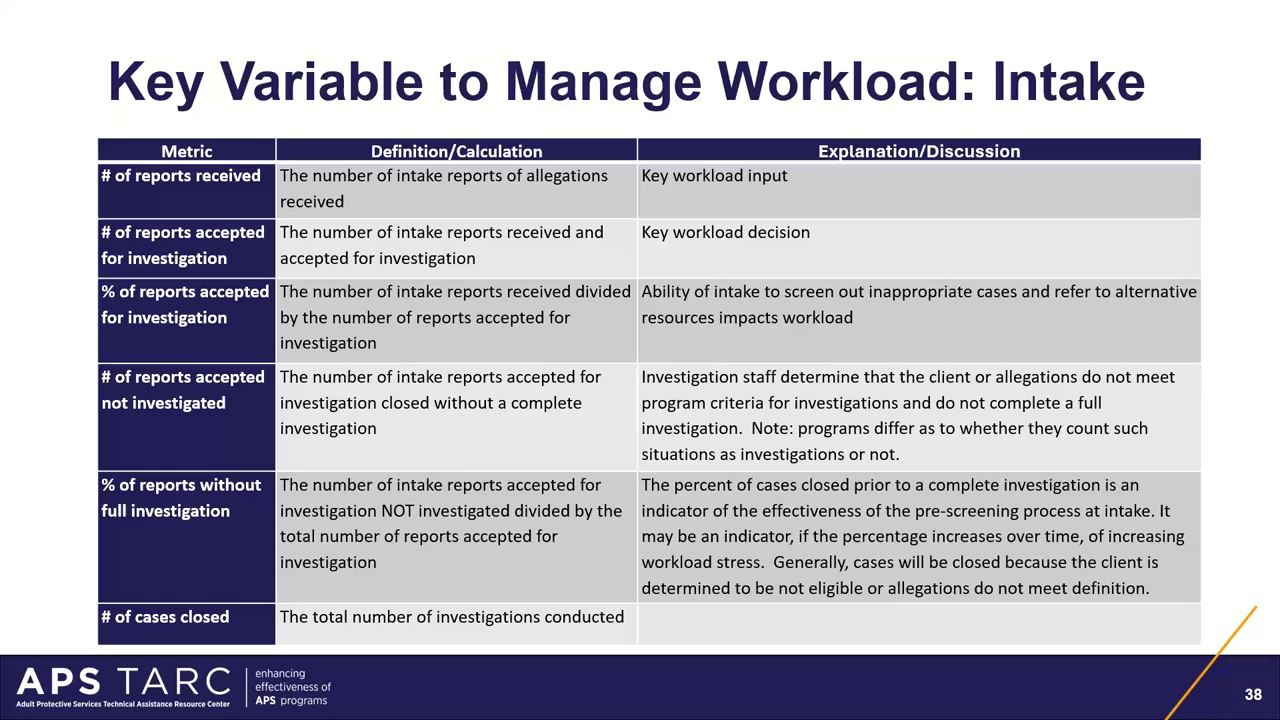 Key Variable to Manage Workload: Intake
Metric
Definition/Calculation
Explanation/Discussion
# of reports received
The number of intake reports of allegations
received
Key workload input
# of reports accepted
for investigation
The number of intake reports received and
accepted for investigation
Key workload decision
% of reports accepted
for investigation
The number of intake reports received divided
by the number of reports accepted for
investigation
Ability of intake to screen out inappropriate cases and refer to alternative
resources impacts workload
# of reports accepted
not investigated
The number of intake reports accepted for
investigation closed without a complete
investigation
Investigation staff determine that the client or allegations do not meet
program criteria for investigations and do not complete a full
investigation.  Note: programs differ as to whether they count such
situations as investigations or not.
% of reports without
full investigation
The number of intake reports accepted for
investigation NOT investigated divided by the
total number of reports accepted for
investigation
The percent of cases closed prior to a complete investigation is an
indicator of the effectiveness of the pre-screening process at intake. It
may be an indicator, if the percentage increases over time, of increasing
workload stress.  Generally, cases will be closed because the client is
determined to be not eligible or allegations do not meet definition.
# of cases closed
The total number of investigations conducted
APS TARC
Adult Protective Services Technical Assistance Resource Center
enhancing
effectiveness of
APS programs
38